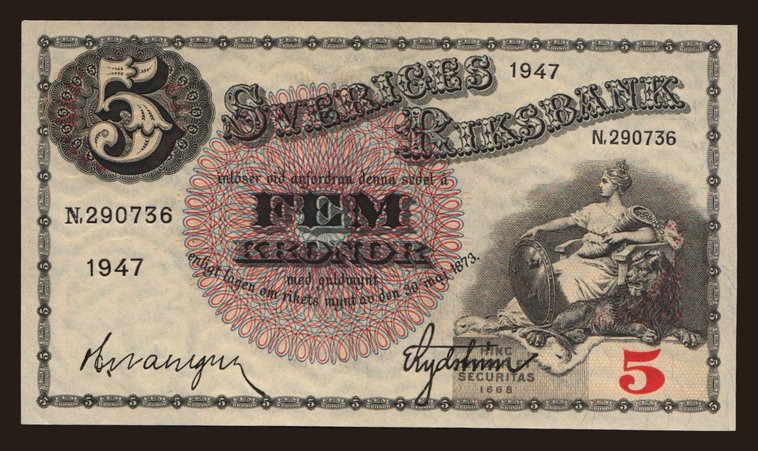 5
SVERIGES
1947
RIKSBANK
N.290736
inlöser vid anfordran denna sedel å
N.290736
FEM
KRONOR
1947
med guldmynt
enligt lagen om rikets mynt av den 30 maj 1873.
HINC
SECURITAS
1668
5